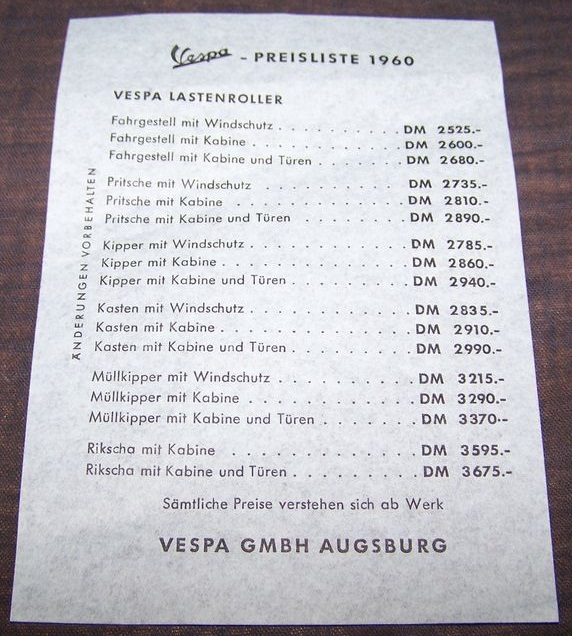 Vespa - PREISLISTE 1960
VESPA LASTENROLLER
Fahrgestell mit Windschutz . . . . . . . . . . DM 2525.-
Fahrgestell mit Kabine . . . . . . . . . . . . DM 2600.-
Fahrgestell mit Kabine und Türen . . . . . . . DM 2680.-
Pritsche mit Windschutz . . . . . . . . . . DM 2735.-
Pritsche mit Kabine . . . . . . . . . . . . DM 2810.-
Pritsche mit Kabine und Türen . . . . . . . . DM 2890.-
Kipper mit Windschutz . . . . . . . . . . . . DM 2785.-
Kipper mit Kabine . . . . . . . . . . . . . . DM 2860.-
Kipper mit Kabine und Türen . . . . . . . . . DM 2940.-
Kasten mit Windschutz . . . . . . . . . . . . DM 2835.-
Kasten mit Kabine . . . . . . . . . . . . . . DM 2910.-
Kasten mit Kabine und Türen . . . . . . . . . DM 2990.-
Müllkipper mit Windschutz . . . . . . . . . . DM 3215.-
Müllkipper mit Kabine . . . . . . . . . . . . DM 3290.-
Müllkipper mit Kabine und Türen . . . . . . . DM 3370.-
Rikscha mit Kabine . . . . . . . . . . . . . DM 3595.-
Rikscha mit Kabine und Türen . . . . . . . . . DM 3675.-
ÄNDERUNGEN VORBEHALTEN
Sämtliche Preise verstehen sich ab Werk
VESPA GMBH AUGSBURG